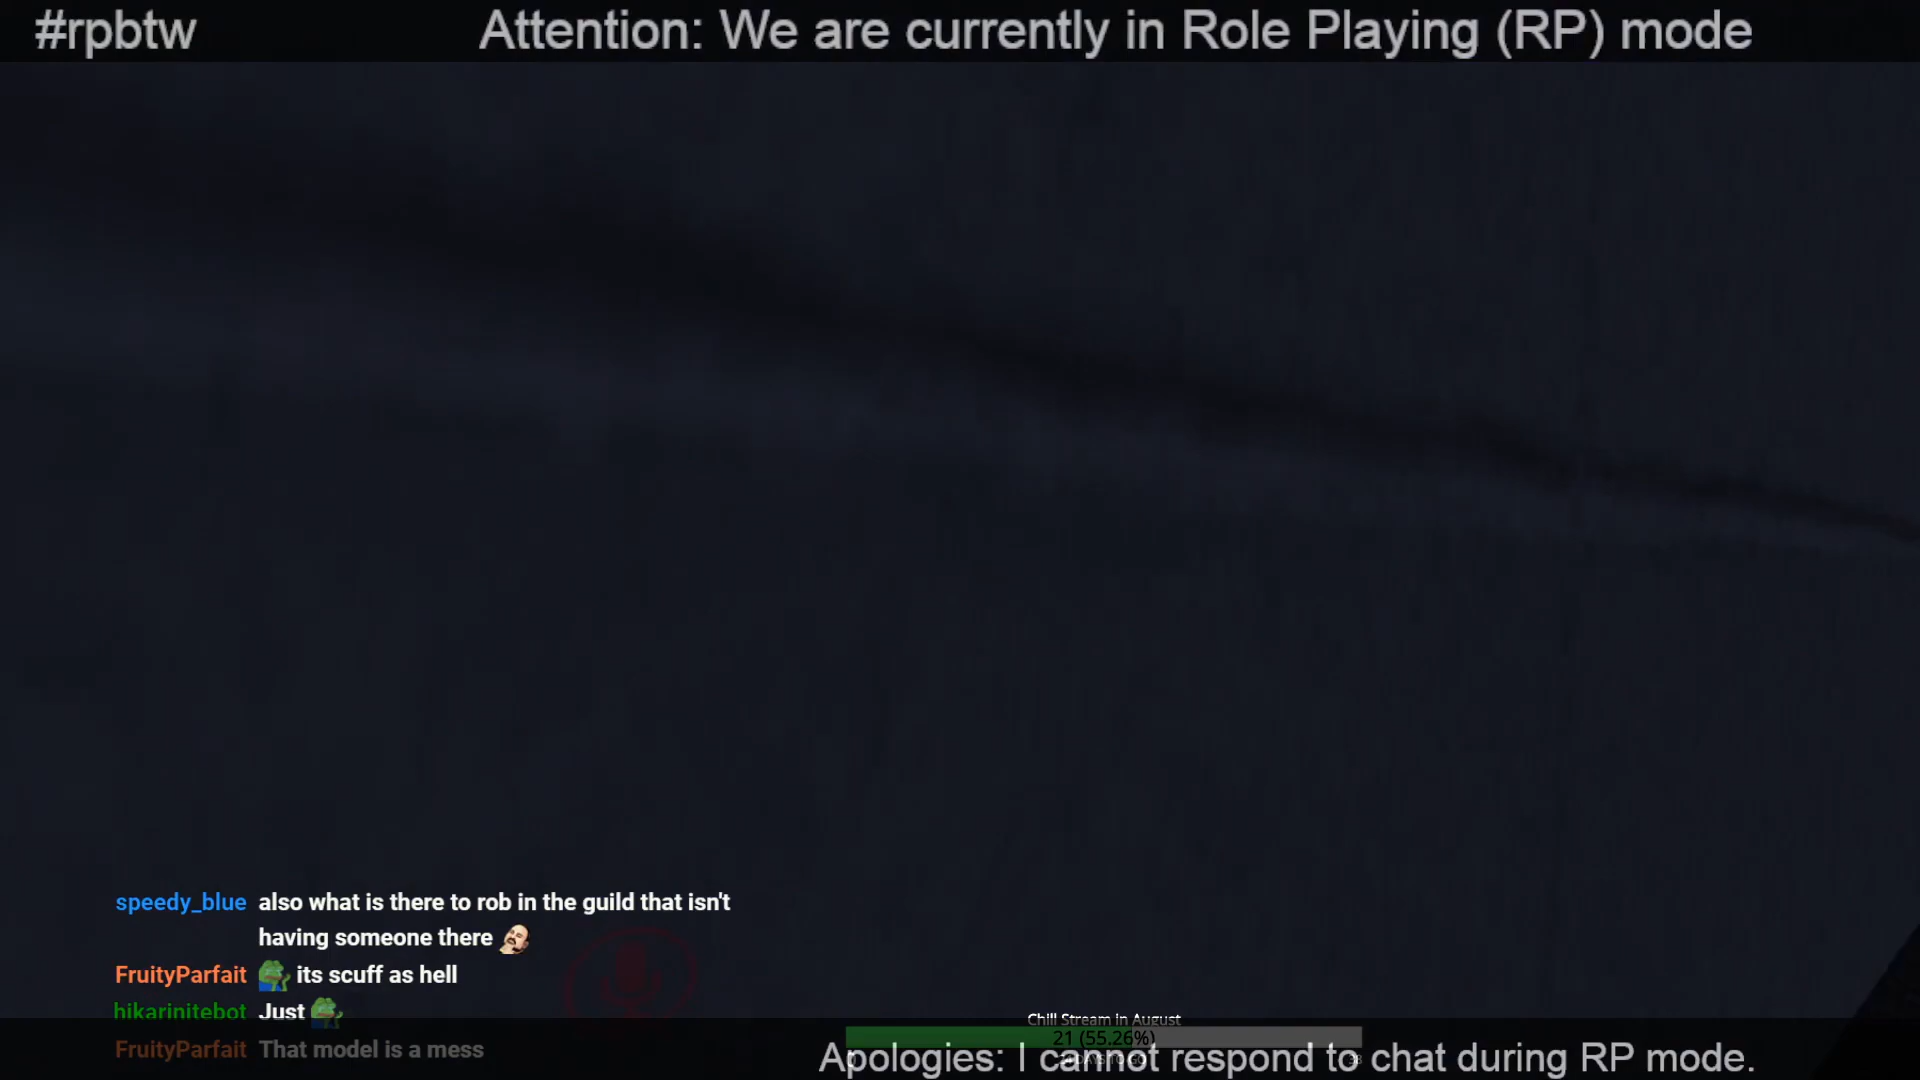 #rpbtw
Attention: We are currently in Role Playing (RP) mode
speedy_blue also what is there to rob in the guild that isn't
having someone there
FruityParfait its scuff as hell
hikarinitebot Just
FruityParfait That model is a mess
Chill Stream in August
21 (55.26%)
38
Apologies: I cannot respond to chat during RP mode.